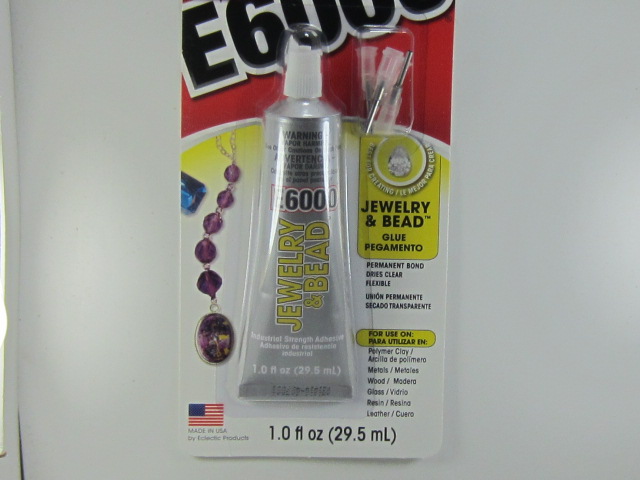 E6000
WARNING:
VAPOR HARMFUL
ADVERTENCIA:
E6000
JEWELRY
& BEAD
Industrial Strength Adhesive
Adhesivo de resistencia
industrial
1.0 fl oz (29.5 mL)
JEWELRY
& BEAD™
GLUE
PEGAMENTO
PERMANENT BOND
DRIES CLEAR
FLEXIBLE
UNIÓN PERMANENTE
SECADO TRANSPARENTE
FOR USE ON:
PARA UTILIZAR EN:
Polymer Clay /
Arcilla de polímero
Metals / Metales
Wood / Madera
Glass / Vidrio
Resin / Resina
Leather / Cuero
MADE IN USA
by Eclectic Products
1.0 fl oz (29.5 mL)